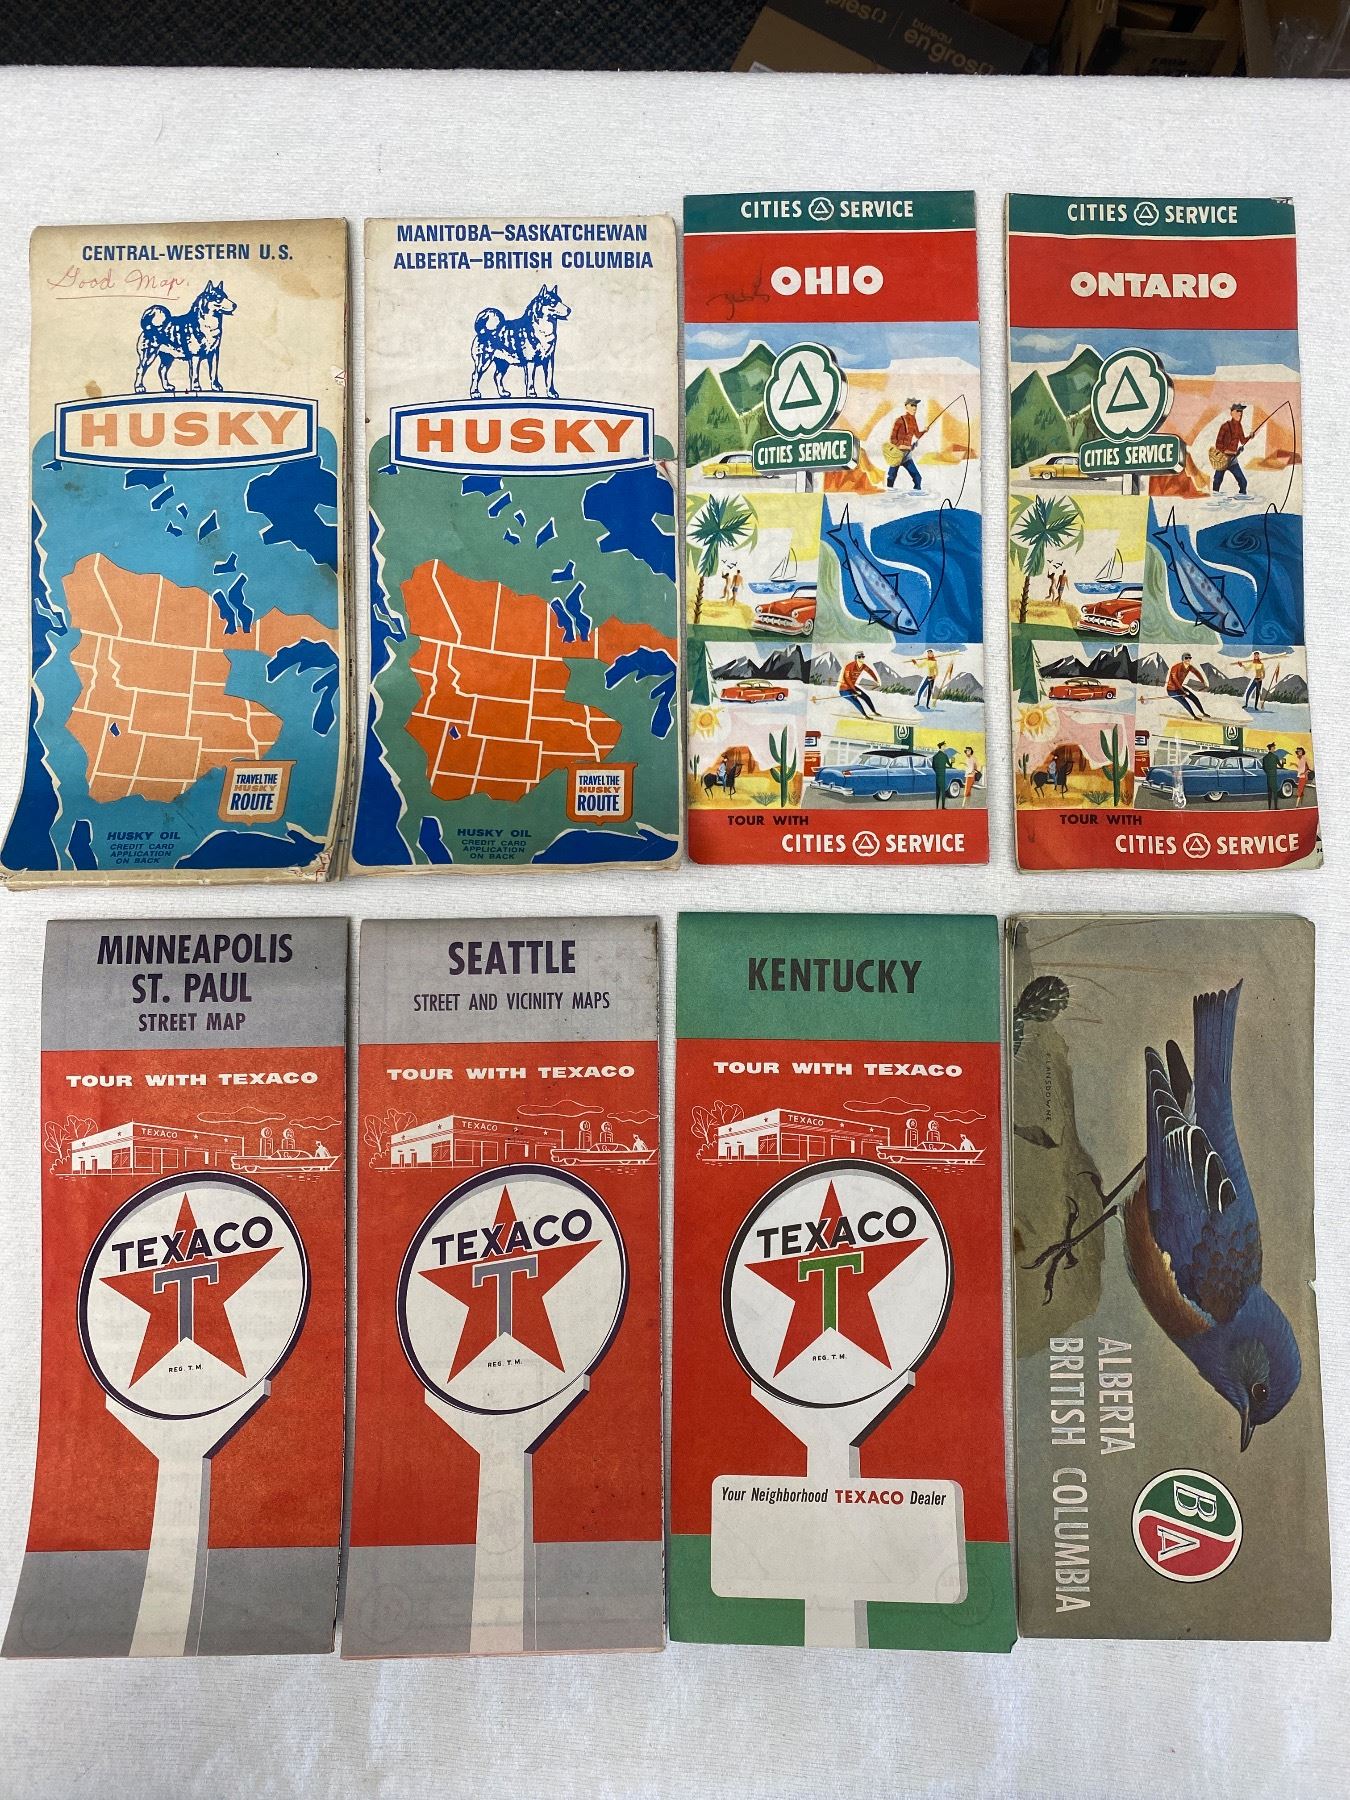 bureau
en gros
CENTRAL-WESTERN U.S.
Good Map.
HUSKY
TRAVEL THE
HUSKY
ROUTE
HUSKY OIL
CREDIT CARD
APPLICATION
ON BACK
MANITOBA—SASKATCHEWAN
ALBERTA—BRITISH COLUMBIA
HUSKY
TRAVEL THE
HUSKY
ROUTE
HUSKY OIL
CREDIT CARD
APPLICATION
ON BACK
CITIES SERVICE
OHIO
CITIES SERVICE
TOUR WITH
CITIES SERVICE
CITIES SERVICE
ONTARIO
CITIES SERVICE
TOUR WITH
CITIES SERVICE
MINNEAPOLIS
ST. PAUL
STREET MAP
TOUR WITH TEXACO
TEXACO
TEXACO
T
REG. T.M.
SEATTLE
STREET AND VICINITY MAPS
TOUR WITH TEXACO
TEXACO
TEXACO
T
REG. T.M.
KENTUCKY
TOUR WITH TEXACO
TEXACO
TEXACO
T
REG. T.M.
Your Neighborhood TEXACO Dealer
F. LANSDOWNE
ALBERTA
BRITISH COLUMBIA
B/A